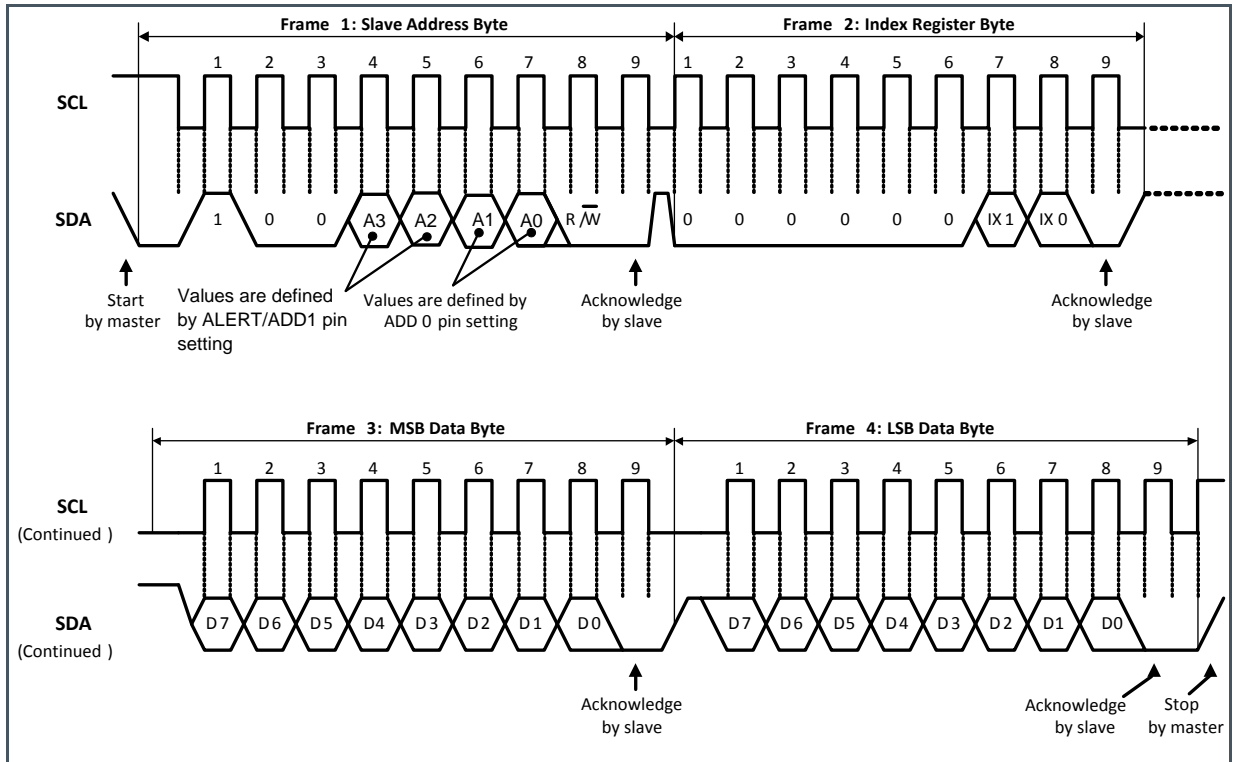 Frame 1: Slave Address Byte
Frame 2: Index Register Byte
1 2 3 4 5 6 7 8 9 1 2 3 4 5 6 7 8 9
SCL
SDA
1 0 0 A3 A2 A1 A0 R/W̅ 0 0 0 0 0 0 IX1 IX0
Start
by master
Values are defined
by ALERT/ADD1 pin
setting
Values are defined by
ADD 0 pin setting
Acknowledge
by slave
Acknowledge
by slave
Frame 3: MSB Data Byte
Frame 4: LSB Data Byte
1 2 3 4 5 6 7 8 9 1 2 3 4 5 6 7 8 9
SCL
(Continued )
SDA
(Continued )
D7 D6 D5 D4 D3 D2 D1 D0 D7 D6 D5 D4 D3 D2 D1 D0
Acknowledge
by slave
Acknowledge
by slave
Stop
by master